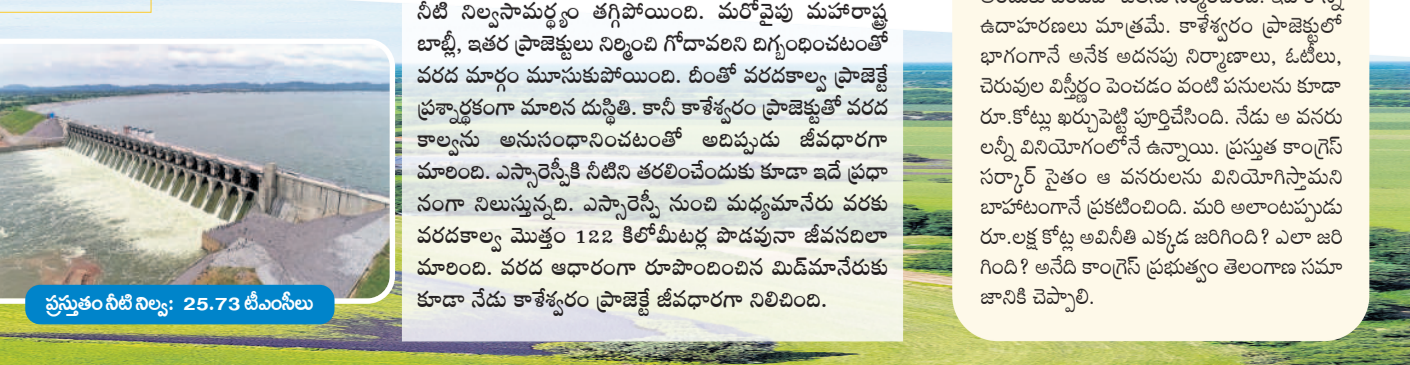 ప్రస్తుతం నీటి నిల్వ: 25.73 టీఎంసీలు
నీటి నిల్వసామర్థ్యం తగ్గిపోయింది. మరోవైపు మహారాష్ట్ర
బాబ్లీ, ఇతర ప్రాజెక్టులు నిర్మించి గోదావరిని దిగ్బంధించటంతో
వరద మార్గం మూసుకుపోయింది. దీంతో వరదకాల్వ ప్రాజెక్టే
ప్రశ్నార్థకంగా మారిన దుస్థితి. కానీ కాళేశ్వరం ప్రాజెక్టుతో వరద
కాల్వను అనుసంధానించటంతో అదిప్పుడు జీవధారగా
మారింది. ఎస్సారెస్పీకి నీటిని తరలించేందుకు కూడా ఇదే ప్రధా
నంగా నిలుస్తున్నది. ఎస్సారెస్పీ నుంచి మధ్యమానేరు వరకు
వరదకాల్వ మొత్తం 122 కిలోమీటర్ల పొడవునా జీవనదిలా
మారింది. వరద ఆధారంగా రూపొందించిన మిడ్‌మానేరుకు
కూడా నేడు కాళేశ్వరం ప్రాజెక్టే జీవధారగా నిలిచింది.
ఉదాహరణలు మాత్రమే. కాళేశ్వరం ప్రాజెక్టులో
భాగంగానే అనేక అదనపు నిర్మాణాలు, ఓటీలు,
చెరువుల విస్తీర్ణం పెంచడం వంటి పనులను కూడా
రూ.కోట్లు ఖర్చుపెట్టి పూర్తిచేసింది. నేడు అ వనరు
లన్నీ వినియోగంలోనే ఉన్నాయి. ప్రస్తుత కాంగ్రెస్
సర్కార్ సైతం ఆ వనరులను వినియోగిస్తామని
బాహాటంగానే ప్రకటించింది. మరి అలాంటప్పుడు
రూ.లక్ష కోట్ల అవినీతి ఎక్కడ జరిగింది? ఎలా జరి
గింది? అనేది కాంగ్రెస్ ప్రభుత్వం తెలంగాణ సమా
జానికి చెప్పాలి.